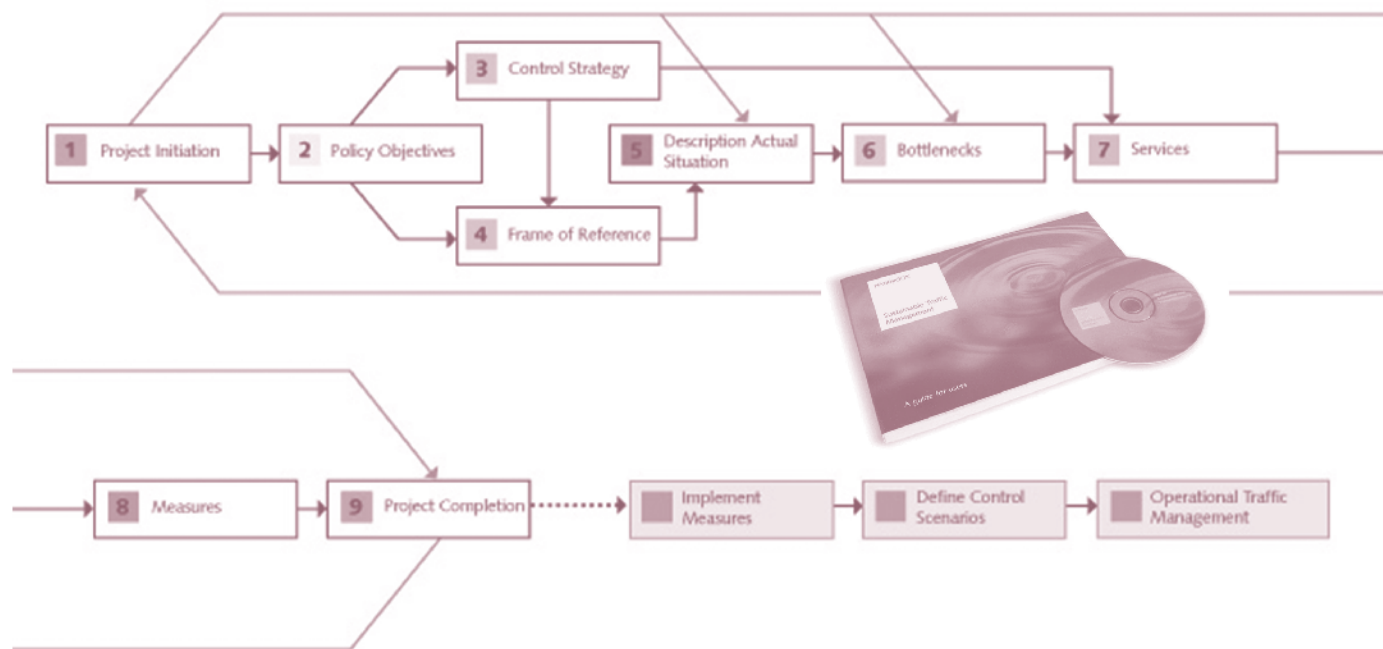 3 Control Strategy
1 Project Initiation
2 Policy Objectives
5 Description Actual
Situation
6 Bottlenecks
7 Services
4 Frame of Reference
Sustainable Traffic
Management
A guide for users
8 Measures
9 Project Completion
Implement
Measures
Define Control
Scenarios
Operational Traffic
Management